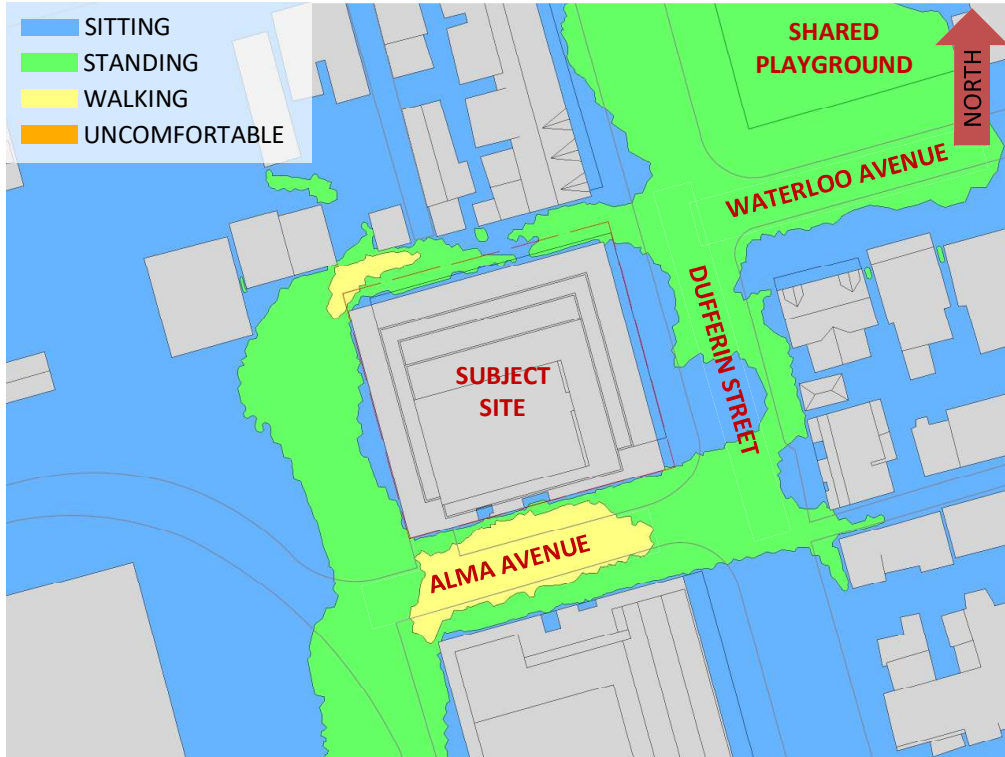 SITTING
STANDING
WALKING
UNCOMFORTABLE
SHARED
PLAYGROUND
NORTH
WATERLOO AVENUE
DUFFERIN STREET
SUBJECT
SITE
ALMA AVENUE